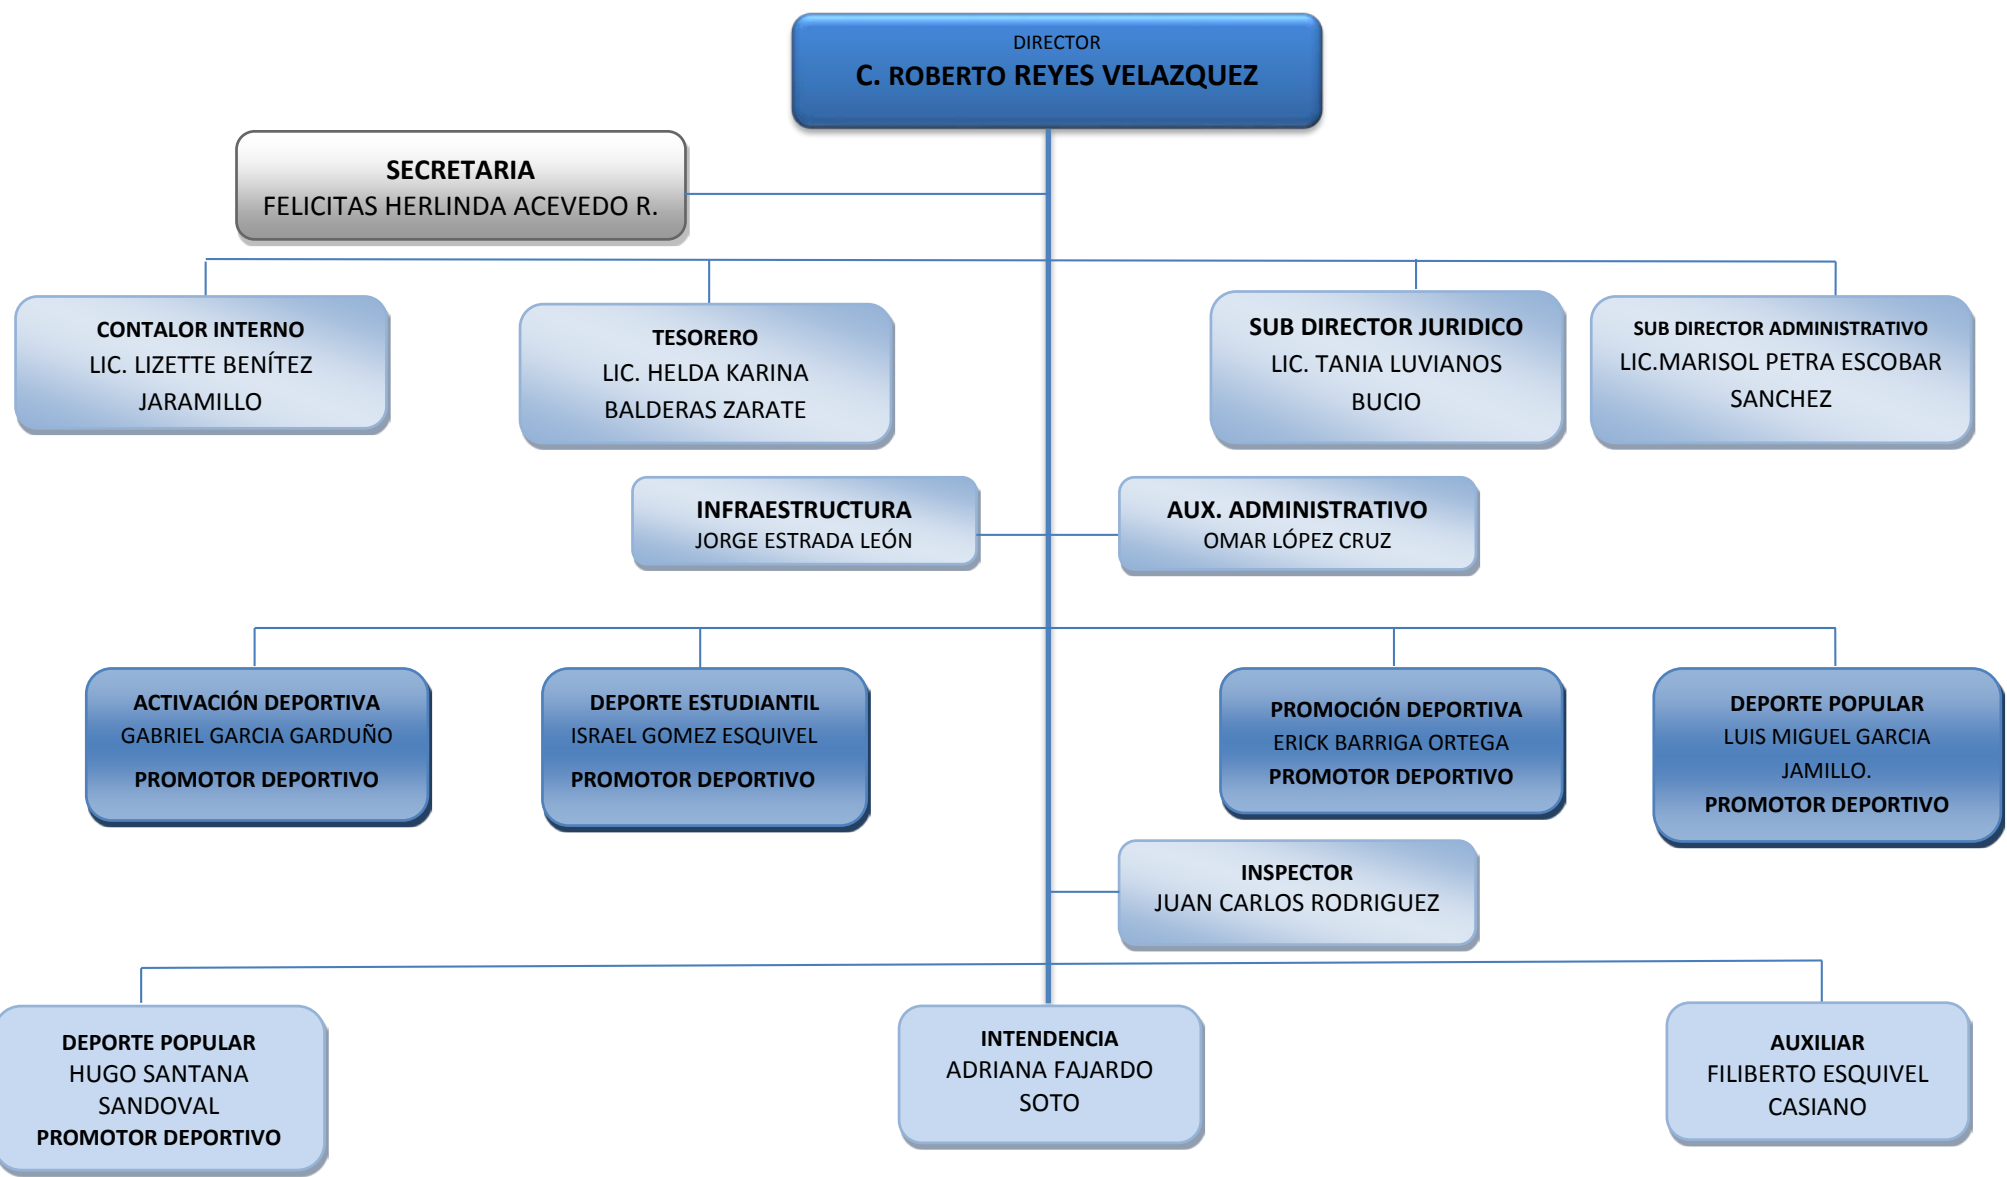 DIRECTOR
C. ROBERTO REYES VELAZQUEZ
SECRETARIA
FELICITAS HERLINDA ACEVEDO R.
CONTALOR INTERNO
LIC. LIZETTE BENÍTEZ
JARAMILLO
TESORERO
LIC. HELDA KARINA
BALDERAS ZARATE
SUB DIRECTOR JURIDICO
LIC. TANIA LUVIANOS
BUCIO
SUB DIRECTOR ADMINISTRATIVO
LIC.MARISOL PETRA ESCOBAR
SANCHEZ
INFRAESTRUCTURA
JORGE ESTRADA LEÓN
AUX. ADMINISTRATIVO
OMAR LÓPEZ CRUZ
ACTIVACIÓN DEPORTIVA
GABRIEL GARCIA GARDUÑO
PROMOTOR DEPORTIVO
DEPORTE ESTUDIANTIL
ISRAEL GOMEZ ESQUIVEL
PROMOTOR DEPORTIVO
PROMOCIÓN DEPORTIVA
ERICK BARRIGA ORTEGA
PROMOTOR DEPORTIVO
DEPORTE POPULAR
LUIS MIGUEL GARCIA
JAMILLO.
PROMOTOR DEPORTIVO
INSPECTOR
JUAN CARLOS RODRIGUEZ
DEPORTE POPULAR
HUGO SANTANA
SANDOVAL
PROMOTOR DEPORTIVO
INTENDENCIA
ADRIANA FAJARDO
SOTO
AUXILIAR
FILIBERTO ESQUIVEL
CASIANO